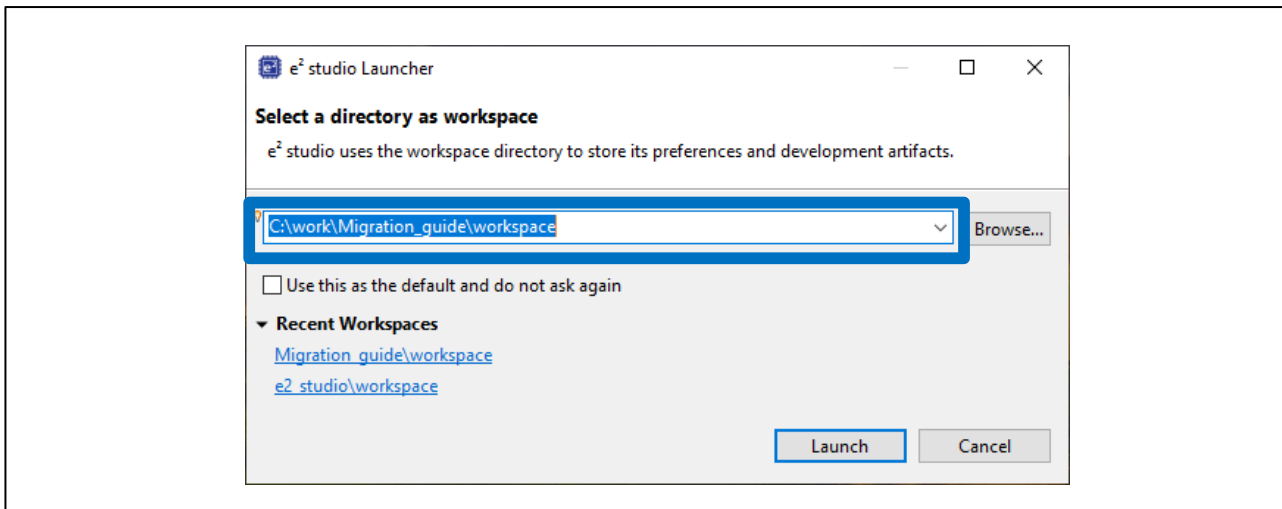 e² studio Launcher
Select a directory as workspace
e² studio uses the workspace directory to store its preferences and development artifacts.
C:\work\Migration_guide\workspace
Browse...
Use this as the default and do not ask again
Recent Workspaces
Migration_guide\workspace
e2_studio\workspace
Launch Cancel